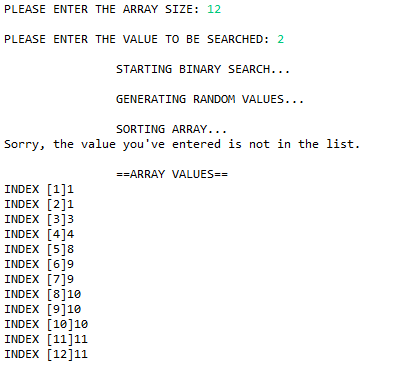 PLEASE ENTER THE ARRAY SIZE: 12
PLEASE ENTER THE VALUE TO BE SEARCHED: 2
STARTING BINARY SEARCH...
GENERATING RANDOM VALUES...
SORTING ARRAY...
Sorry, the value you've entered is not in the list.
==ARRAY VALUES==
INDEX [1]1
INDEX [2]1
INDEX [3]3
INDEX [4]4
INDEX [5]8
INDEX [6]9
INDEX [7]9
INDEX [8]10
INDEX [9]10
INDEX [10]10
INDEX [11]11
INDEX [12]11